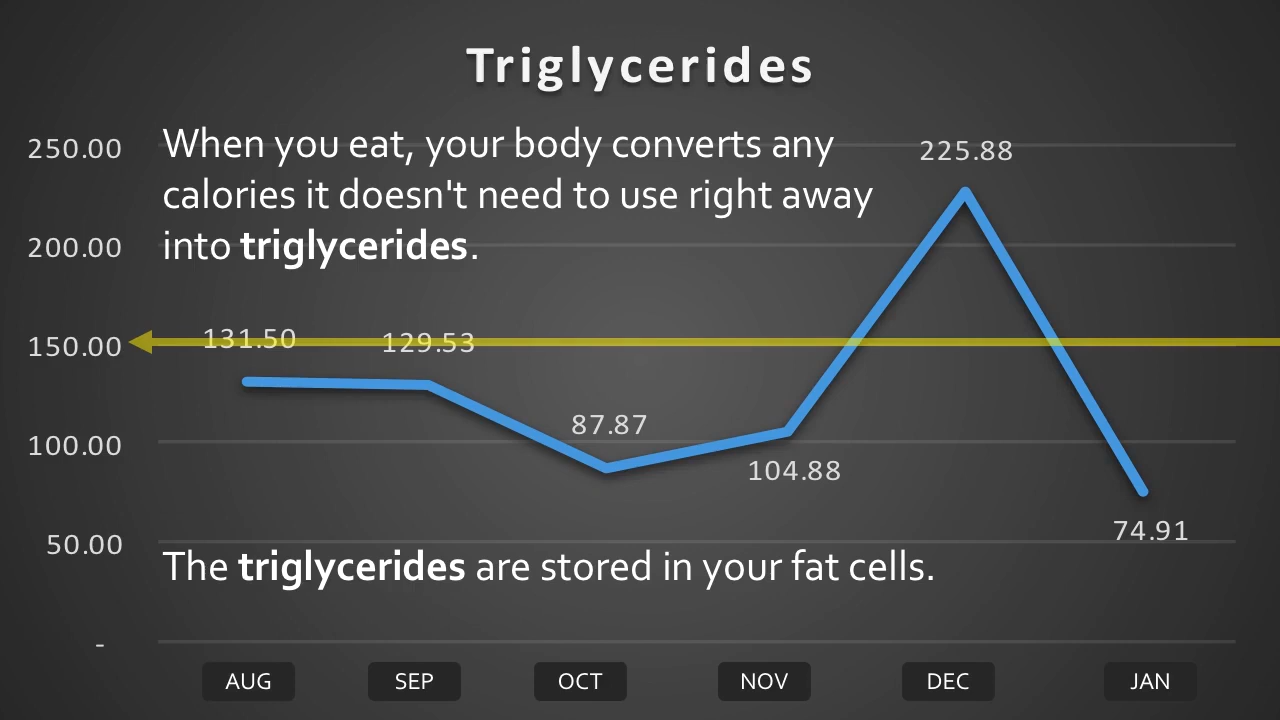 Triglycerides
When you eat, your body converts any
calories it doesn't need to use right away
into triglycerides.
250.00
200.00
150.00
100.00
50.00
-
131.50
129.53
87.87
104.88
225.88
74.91
The triglycerides are stored in your fat cells.
AUG SEP OCT NOV DEC JAN